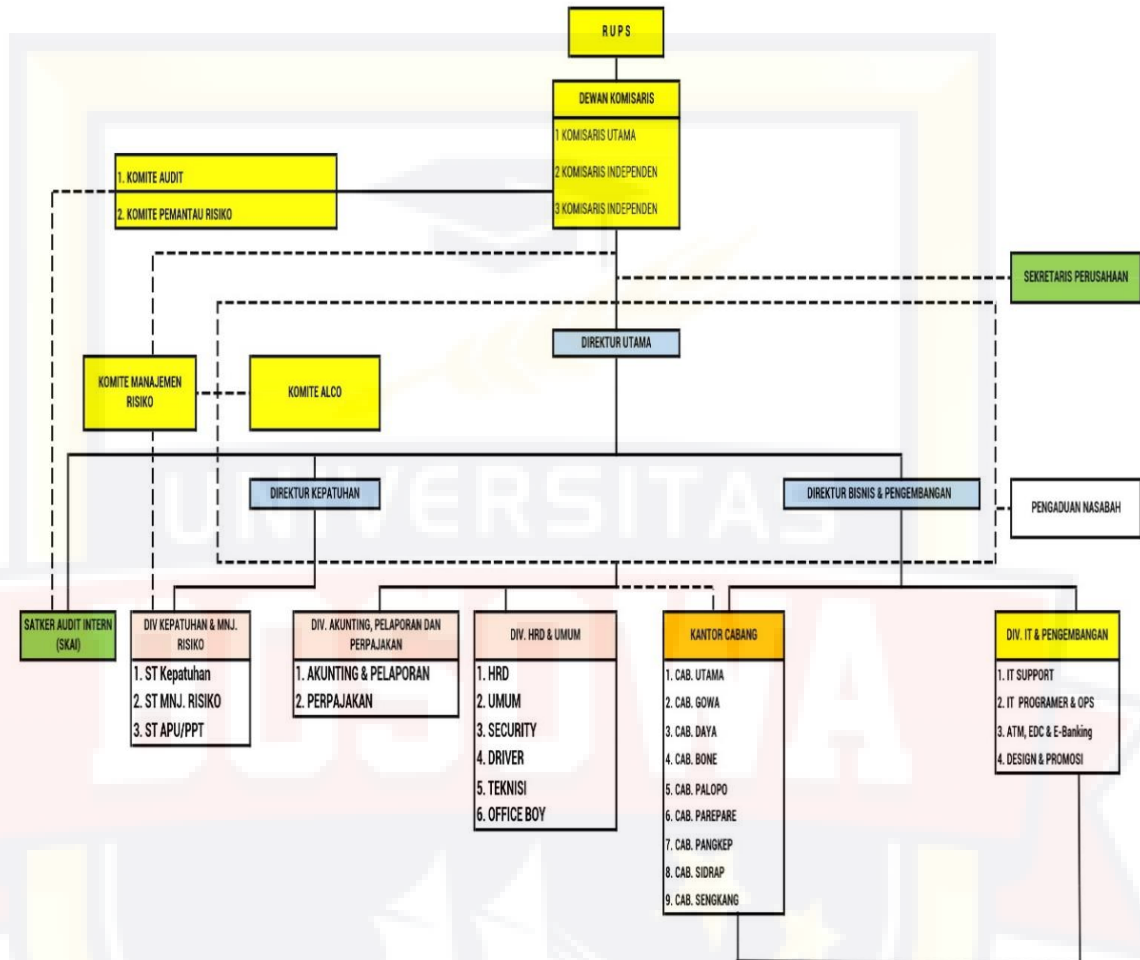 RUPS
DEWAN KOMISARIS
1 KOMISARIS UTAMA
2 KOMISARIS INDEPENDEN
3 KOMISARIS INDEPENDEN
1. KOMITE AUDIT
2. KOMITE PEMANTAU RISIKO
SEKRETARIS PERUSAHAAN
DIREKTUR UTAMA
KOMITE MANAJEMEN
RISIKO
KOMITE ALCO
DIREKTUR KEPATUHAN
DIREKTUR BISNIS & PENGEMBANGAN
PENGADUAN NASABAH
UNIVERSITAS
BOSOWA
SATKER AUDIT INTERN
(SKAI)
DIV KEPATUHAN & MNJ.
RISIKO
1. ST Kepatuhan
2. ST MNJ. RISIKO
3. ST APU/PPT
DIV. AKUNTING, PELAPORAN DAN
PERPAJAKAN
1. AKUNTING & PELAPORAN
2. PERPAJAKAN
DIV. HRD & UMUM
1. HRD
2. UMUM
3. SECURITY
4. DRIVER
5. TEKNISI
6. OFFICE BOY
KANTOR CABANG
1. CAB. UTAMA
2. CAB. GOWA
3. CAB. DAYA
4. CAB. BONE
5. CAB. PALOPO
6. CAB. PAREPARE
7. CAB. PANGKEP
8. CAB. SIDRAP
9. CAB. SENGKANG
DIV. IT & PENGEMBANGAN
1. IT SUPPORT
2. IT PROGRAMER & OPS
3. ATM, EDC & E-Banking
4. DESIGN & PROMOSI